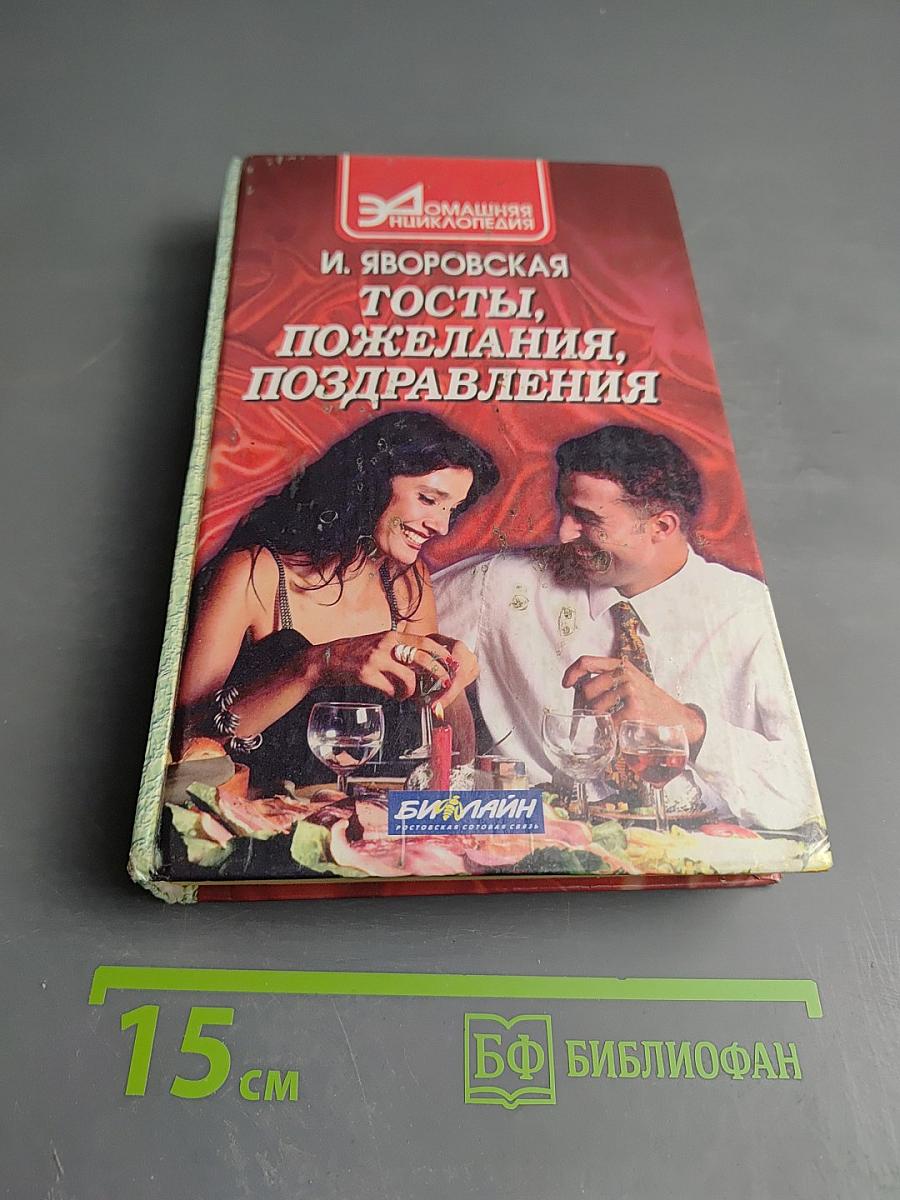 ДОМАШНЯЯ
ЭНЦИКЛОПЕДИЯ
И. ЯВОРОВСКАЯ
ТОСТЫ,
ПОЖЕЛАНИЯ,
ПОЗДРАВЛЕНИЯ
БИЛАЙН
РОСТОВСКАЯ СОТОВАЯ СВЯЗЬ
15 см
БФ БИБЛИОФАН